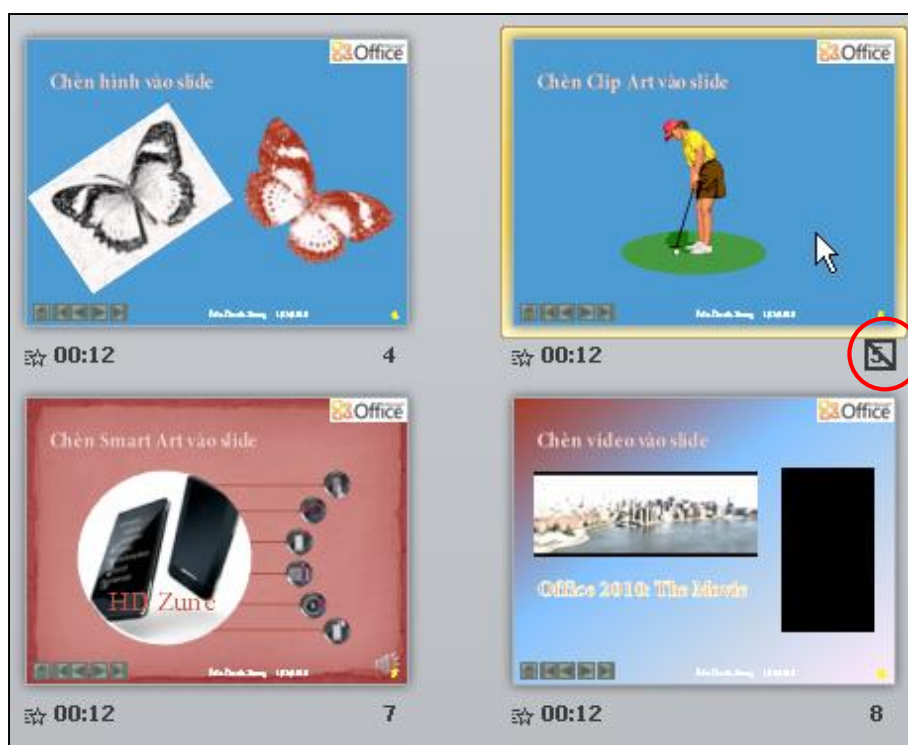 Office
Chèn hình vào slide
00:12 4
Office
Chèn Clip Art vào slide
00:12 5
Office
Chèn Smart Art vào slide
HD Zune
00:12 7
Office
Chèn video vào slide
Office 2010: The Movie
00:12 8